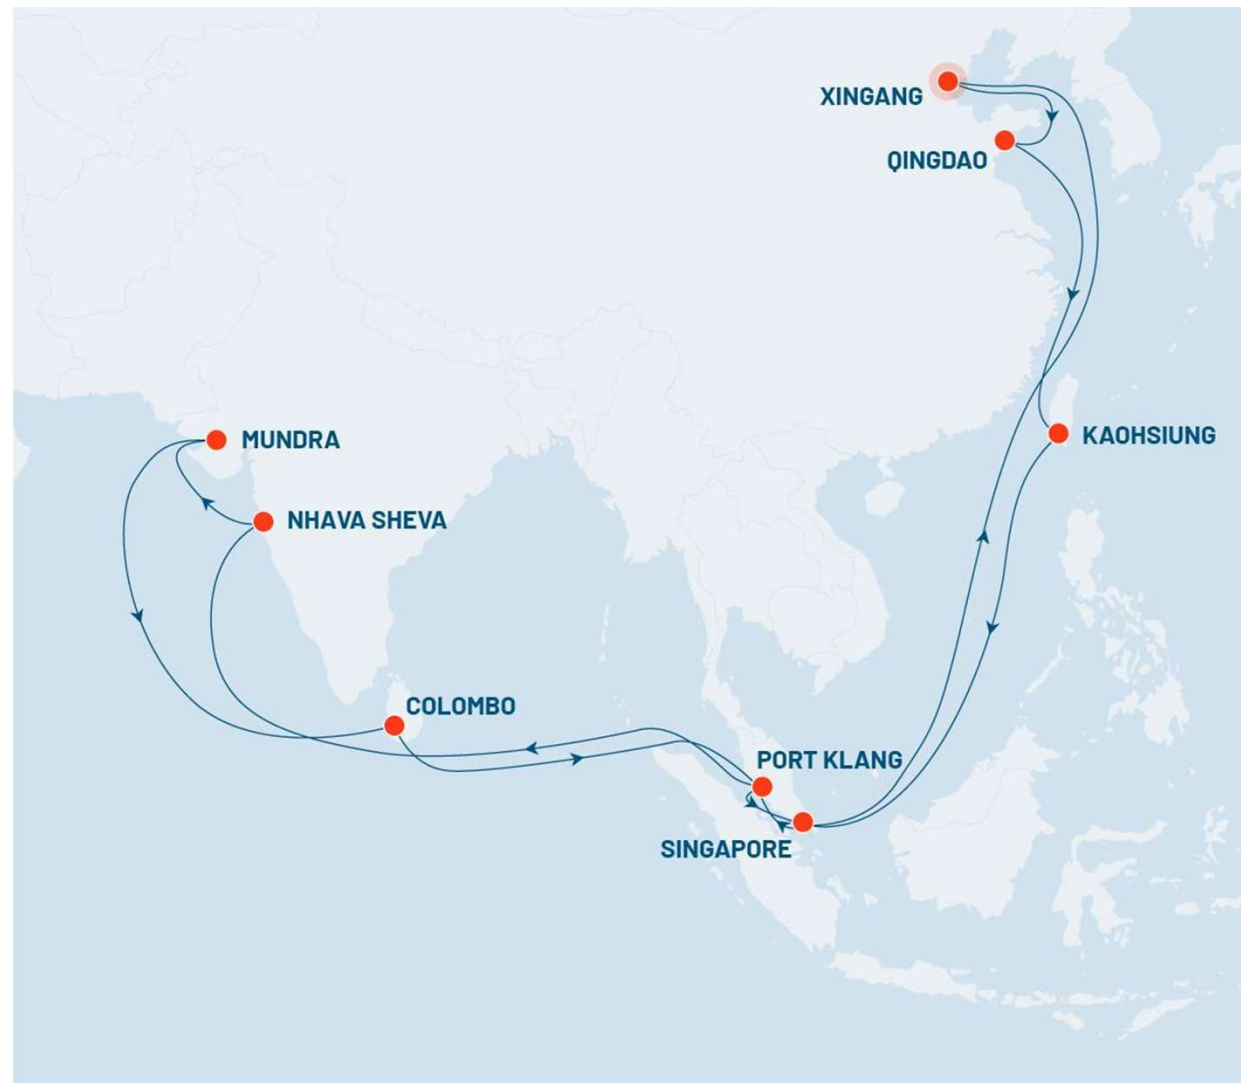 XINGANG
QINGDAO
KAOHSIUNG
MUNDRA
NHAVA SHEVA
COLOMBO
PORT KLANG
SINGAPORE